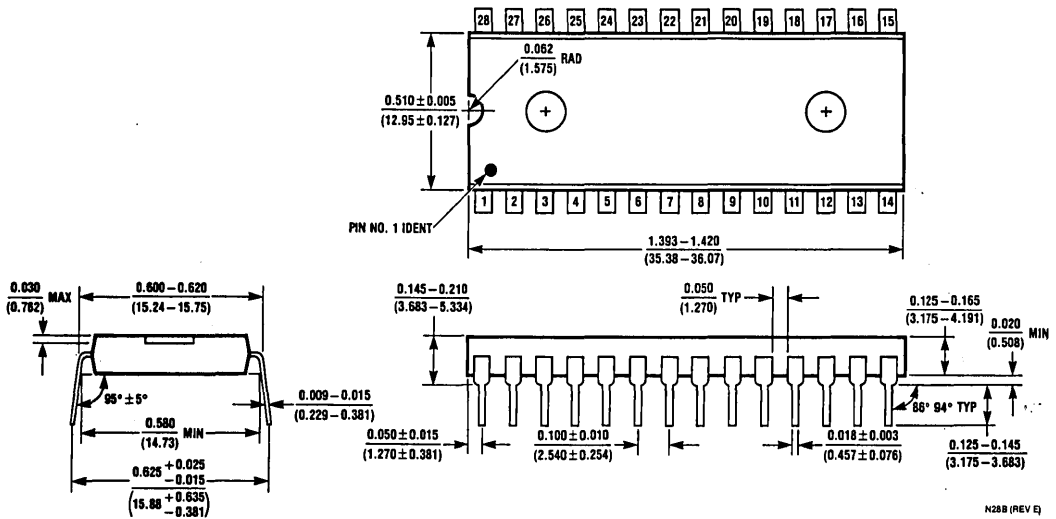 28 27 26 25 24 23 22 21 20 19 18 17 16 15
0.062
(1.575)
RAD
0.510 ± 0.005
(12.95 ± 0.127)
PIN NO. 1 IDENT
1 2 3 4 5 6 7 8 9 10 11 12 13 14
1.393 – 1.420
(35.38 – 36.07)
0.030
(0.762)
MAX
0.600 – 0.620
(15.24 – 15.75)
95° ± 5°
0.009 – 0.015
(0.229 – 0.381)
0.580
(14.73)
MIN
0.625 + 0.025
– 0.015
(15.88 + 0.635
– 0.381)
0.145 – 0.210
(3.683 – 5.334)
0.050
(1.270)
TYP
0.125 – 0.165
(3.175 – 4.191)
0.020
(0.508)
MIN
86° 94° TYP
0.050 ± 0.015
(1.270 ± 0.381)
0.100 ± 0.010
(2.540 ± 0.254)
0.018 ± 0.003
(0.457 ± 0.076)
0.125 – 0.145
(3.175 – 3.683)
N28B (REV E)